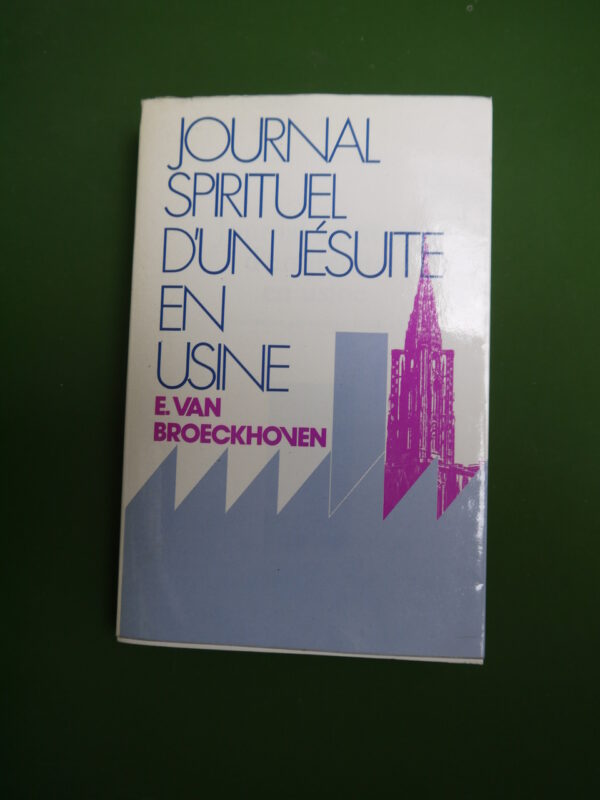 JOURNAL
SPIRITUEL
D'UN JÉSUITE
EN
USINE
E. VAN
BROECKHOVEN